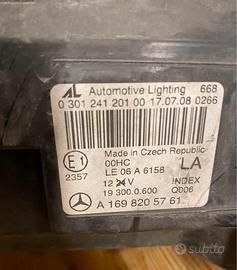 AL Automotive Lighting 668
0 301 241 201 00 17.07.08 0266
Made in Czech Republic
E1 00HC LA
2357 LE 06 A 6158
12 24 V INDEX
19 300.0.600 Q006
A 169 820 57 61
subito